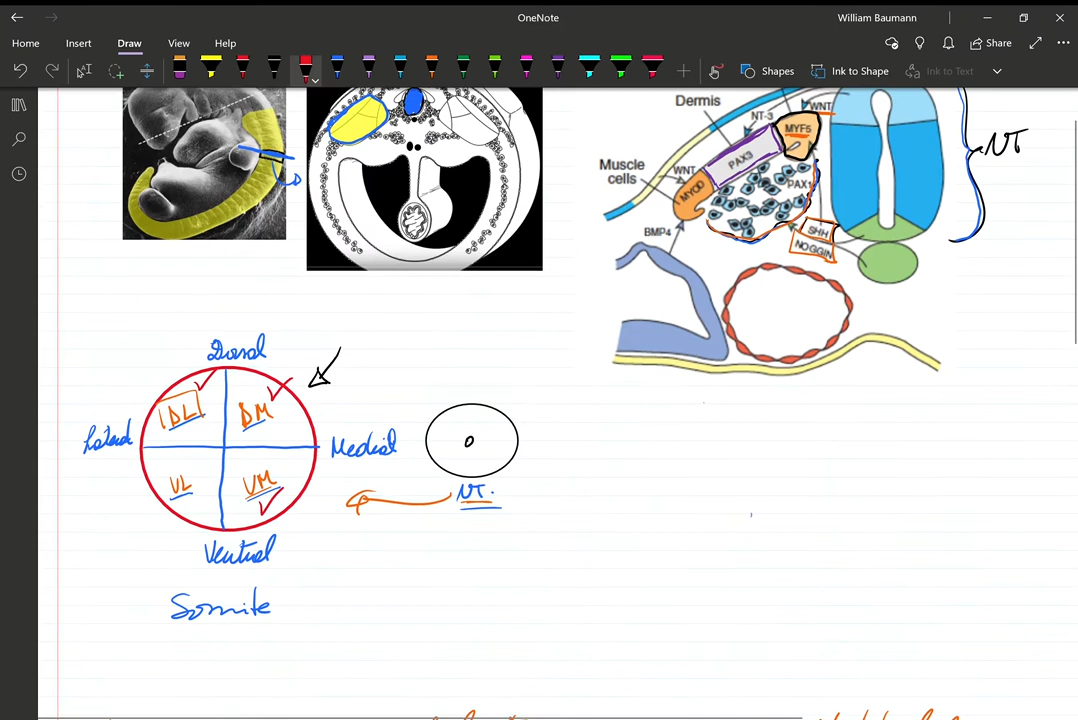 OneNote
William Baumann
Home
Insert
Draw
View
Help
Share
Shapes
Ink to Shape
Ink to Text
Dermis
NT-3
WNT
MYF5
Muscle
cells
WNT
PAX3
MYOD
PAX1
BMP4
SHH
NOGGIN
NT
Dorsal
DL
DM
Lateral
Medial
VL
VM
NT.
Ventral
Somite